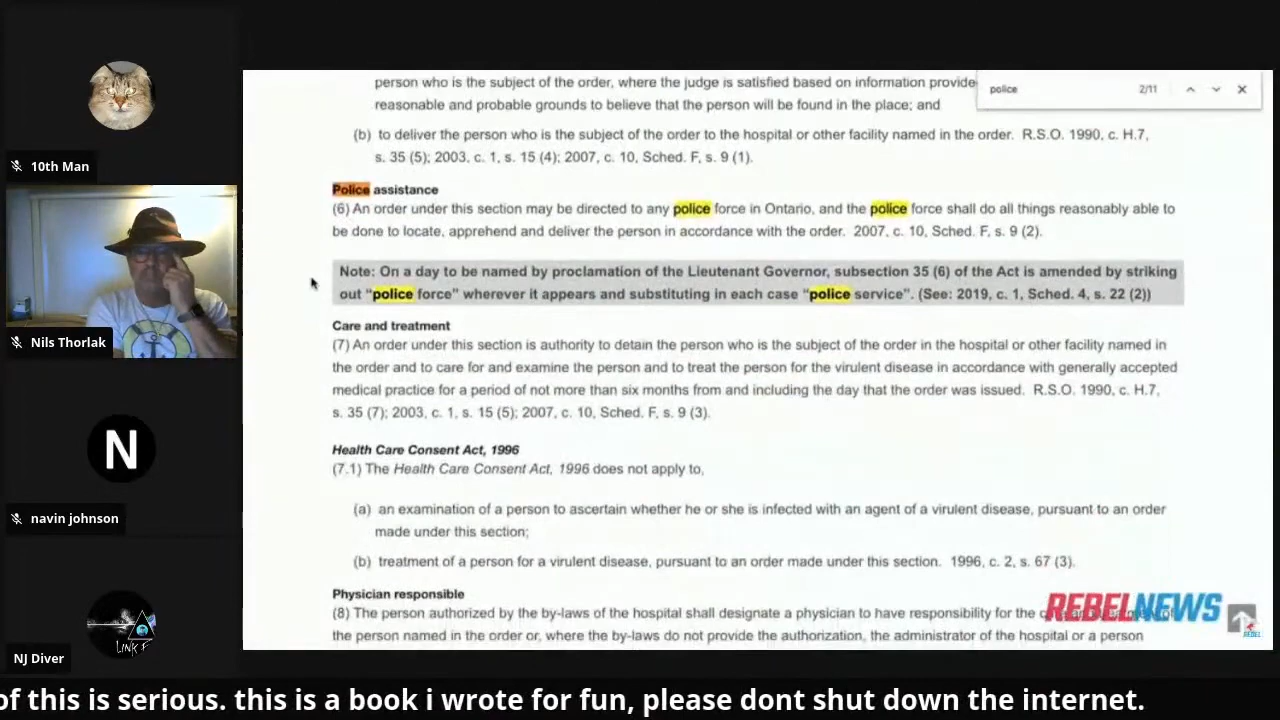 10th Man
Nils Thorlak
N
navin johnson
LINK F
NJ Diver
person who is the subject of the order, where the judge is satisfied based on information provide
reasonable and probable grounds to believe that the person will be found in the place; and
police 2/11
(b) to deliver the person who is the subject of the order to the hospital or other facility named in the order. R.S.O. 1990, c. H.7,
s. 35 (5); 2003, c. 1, s. 15 (4); 2007, c. 10, Sched. F, s. 9 (1).
Police assistance
(6) An order under this section may be directed to any police force in Ontario, and the police force shall do all things reasonably able to
be done to locate, apprehend and deliver the person in accordance with the order. 2007, c. 10, Sched. F, s. 9 (2).
Note: On a day to be named by proclamation of the Lieutenant Governor, subsection 35 (6) of the Act is amended by striking
out “police force” wherever it appears and substituting in each case “police service”. (See: 2019, c. 1, Sched. 4, s. 22 (2))
Care and treatment
(7) An order under this section is authority to detain the person who is the subject of the order in the hospital or other facility named in
the order and to care for and examine the person and to treat the person for the virulent disease in accordance with generally accepted
medical practice for a period of not more than six months from and including the day that the order was issued. R.S.O. 1990, c. H.7,
s. 35 (7); 2003, c. 1, s. 15 (5); 2007, c. 10, Sched. F, s. 9 (3).
Health Care Consent Act, 1996
(7.1) The Health Care Consent Act, 1996 does not apply to,
(a) an examination of a person to ascertain whether he or she is infected with an agent of a virulent disease, pursuant to an order
made under this section;
(b) treatment of a person for a virulent disease, pursuant to an order made under this section. 1996, c. 2, s. 67 (3).
Physician responsible
(8) The person authorized by the by-laws of the hospital shall designate a physician to have responsibility for the
the person named in the order or, where the by-laws do not provide the authorization, the administrator of the hospital or a person
REBELNEWS
REBEL
of this is serious. this is a book i wrote for fun, please dont shut down the internet.